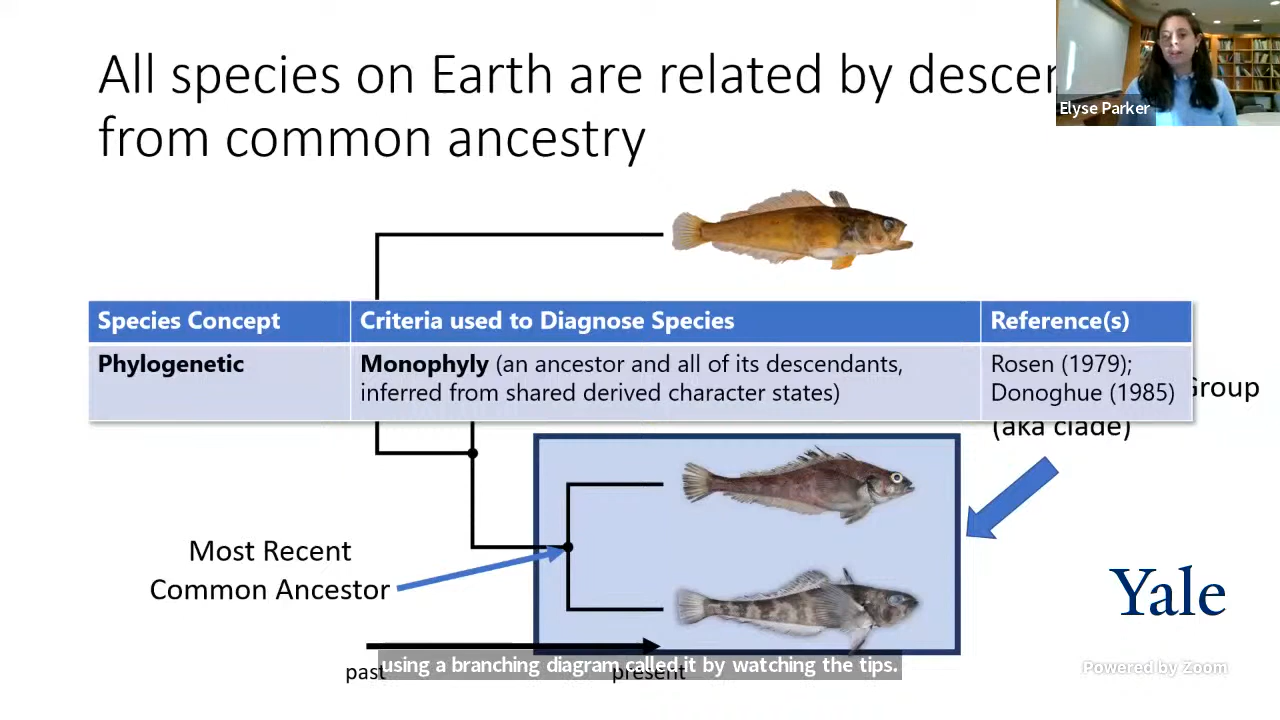 All species on Earth are related by descen
from common ancestry
Elyse Parker
Species Concept
Criteria used to Diagnose Species
Reference(s)
Phylogenetic
Monophyly (an ancestor and all of its descendants,
inferred from shared derived character states)
Rosen (1979);
Donoghue (1985)
Group
(aka clade)
Most Recent
Common Ancestor
Yale
past
present
using a branching diagram called it by watching the tips.
Powered by Zoom